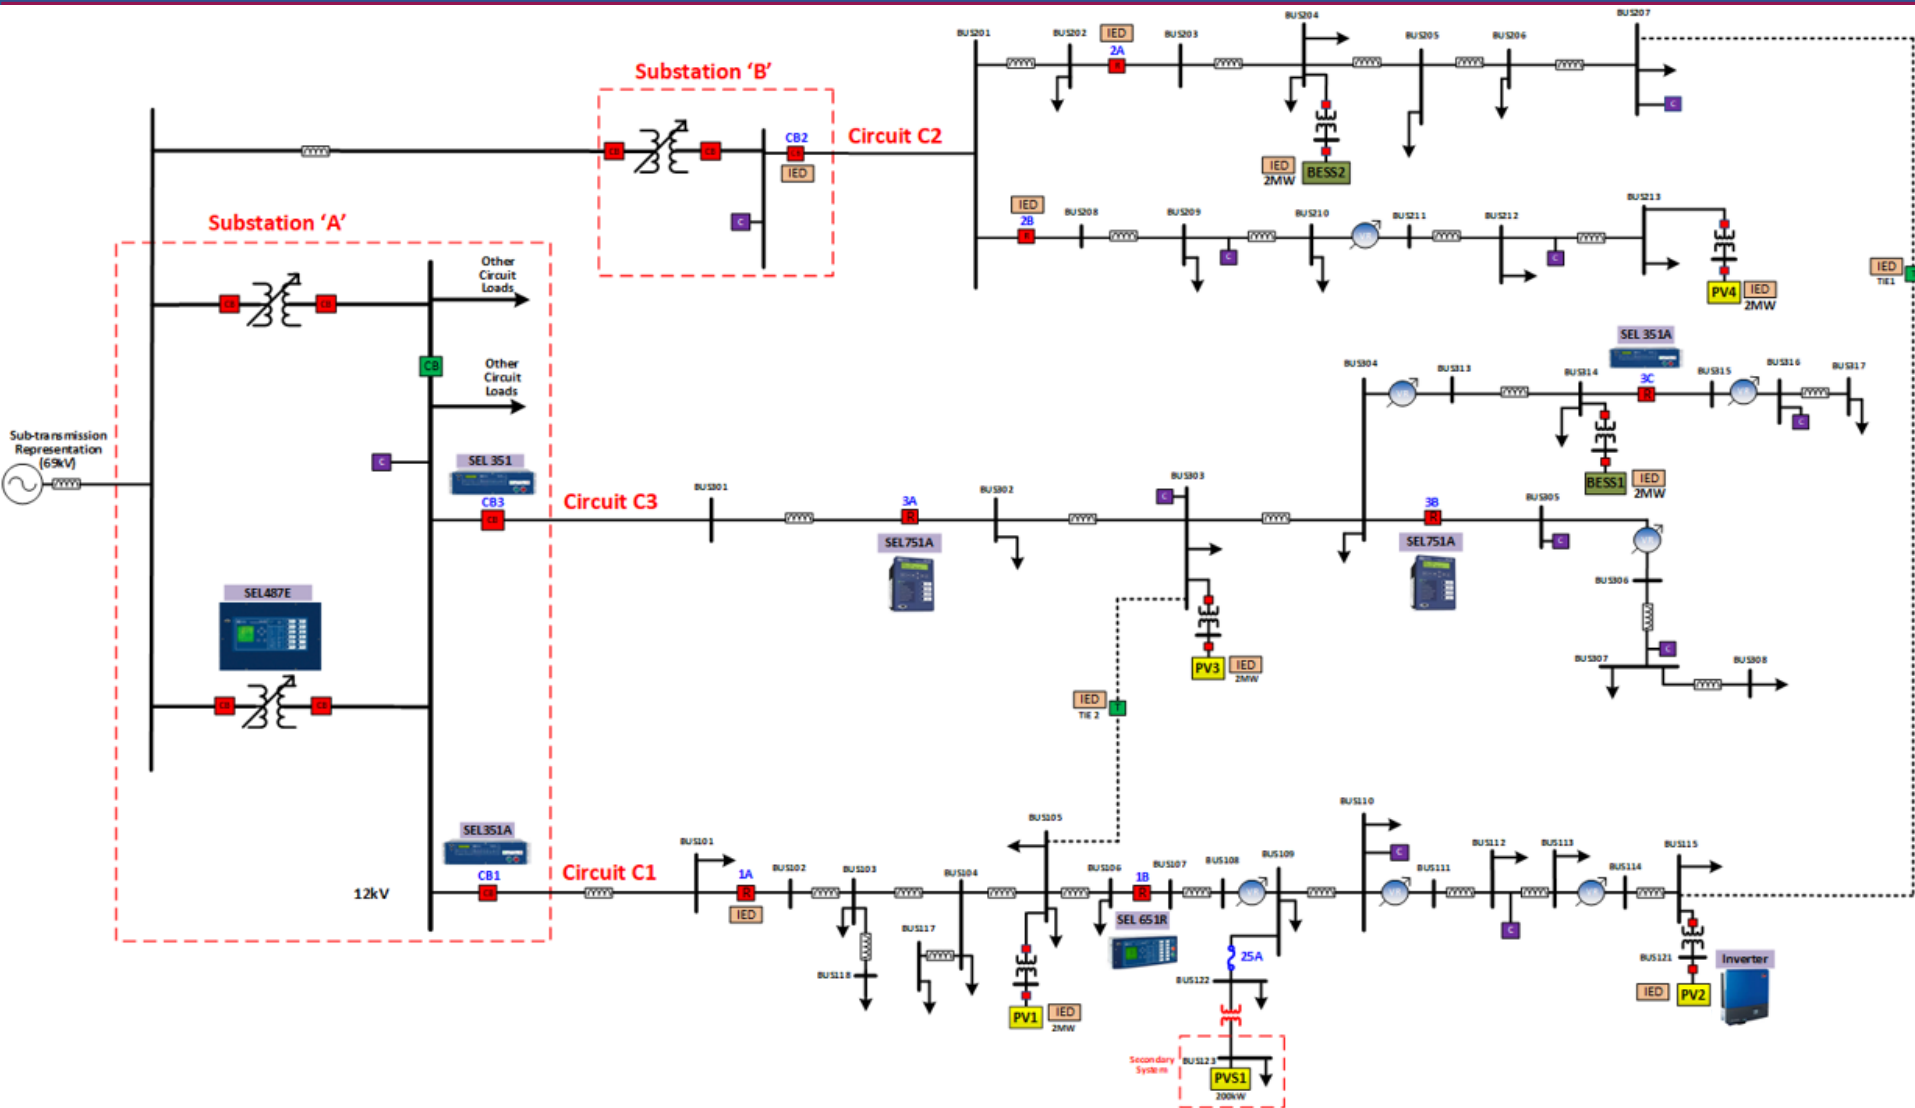 BUS201
BUS202
IED
2A
BUS203
BUS204
BUS205
BUS206
BUS207
Substation 'B'
CB2
IED
Circuit C2
C
C
IED
2MW
BESS2
IED
2B
BUS208
BUS209
C
BUS210
BUS211
BUS212
C
BUS213
PV4
IED
2MW
IED
TIE1
Substation 'A'
Other
Circuit
Loads
CB
Other
Circuit
Loads
C
Sub-transmission
Representation
(69kV)
SEL 351
CB3
Circuit C3
BUS301
3A
SEL751A
BUS302
BUS303
C
PV3
IED
2MW
IED
TIE 2
T
BUS304
BUS313
BUS314
SEL 351A
3C
R
BUS315
BUS316
C
BUS317
BESS1
IED
2MW
3B
R
SEL751A
BUS305
C
BUS306
BUS307
C
BUS308
SEL487E
12kV
SEL351A
CB1
Circuit C1
BUS101
1A
R
IED
BUS102
BUS103
BUS118
BUS104
BUS117
BUS105
PV1
IED
2MW
BUS106
1B
R
SEL 651R
BUS107
BUS108
BUS109
25A
BUS122
Secondary
System
BUS123
PVS1
200kW
BUS110
C
BUS111
BUS112
C
BUS113
BUS114
BUS115
BUS121
IED
PV2
Inverter